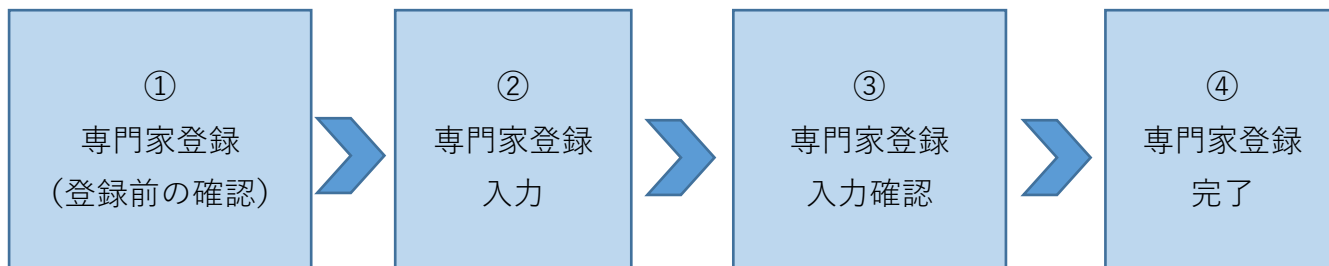 ①
専門家登録
(登録前の確認)
②
専門家登録
入力
③
専門家登録
入力確認
④
専門家登録
完了